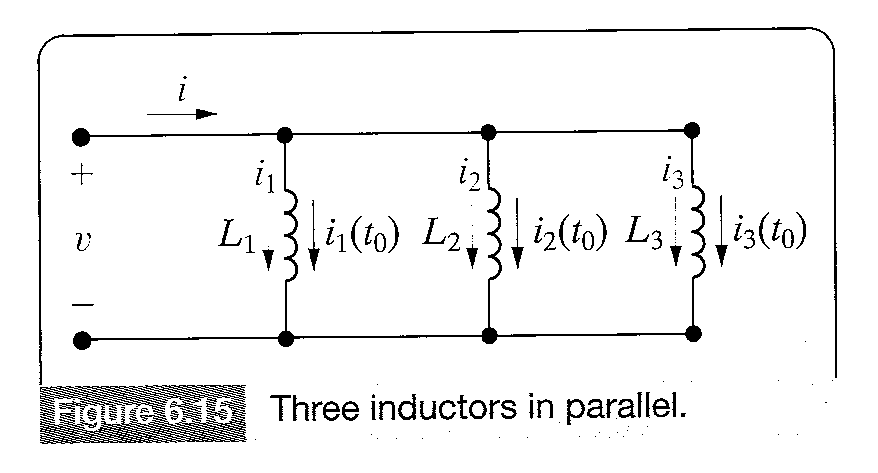 i
+ i₁ i₂ i₃
v L₁ i₁(t₀) L₂ i₂(t₀) L₃ i₃(t₀)
−
Figure 6.15 Three inductors in parallel.